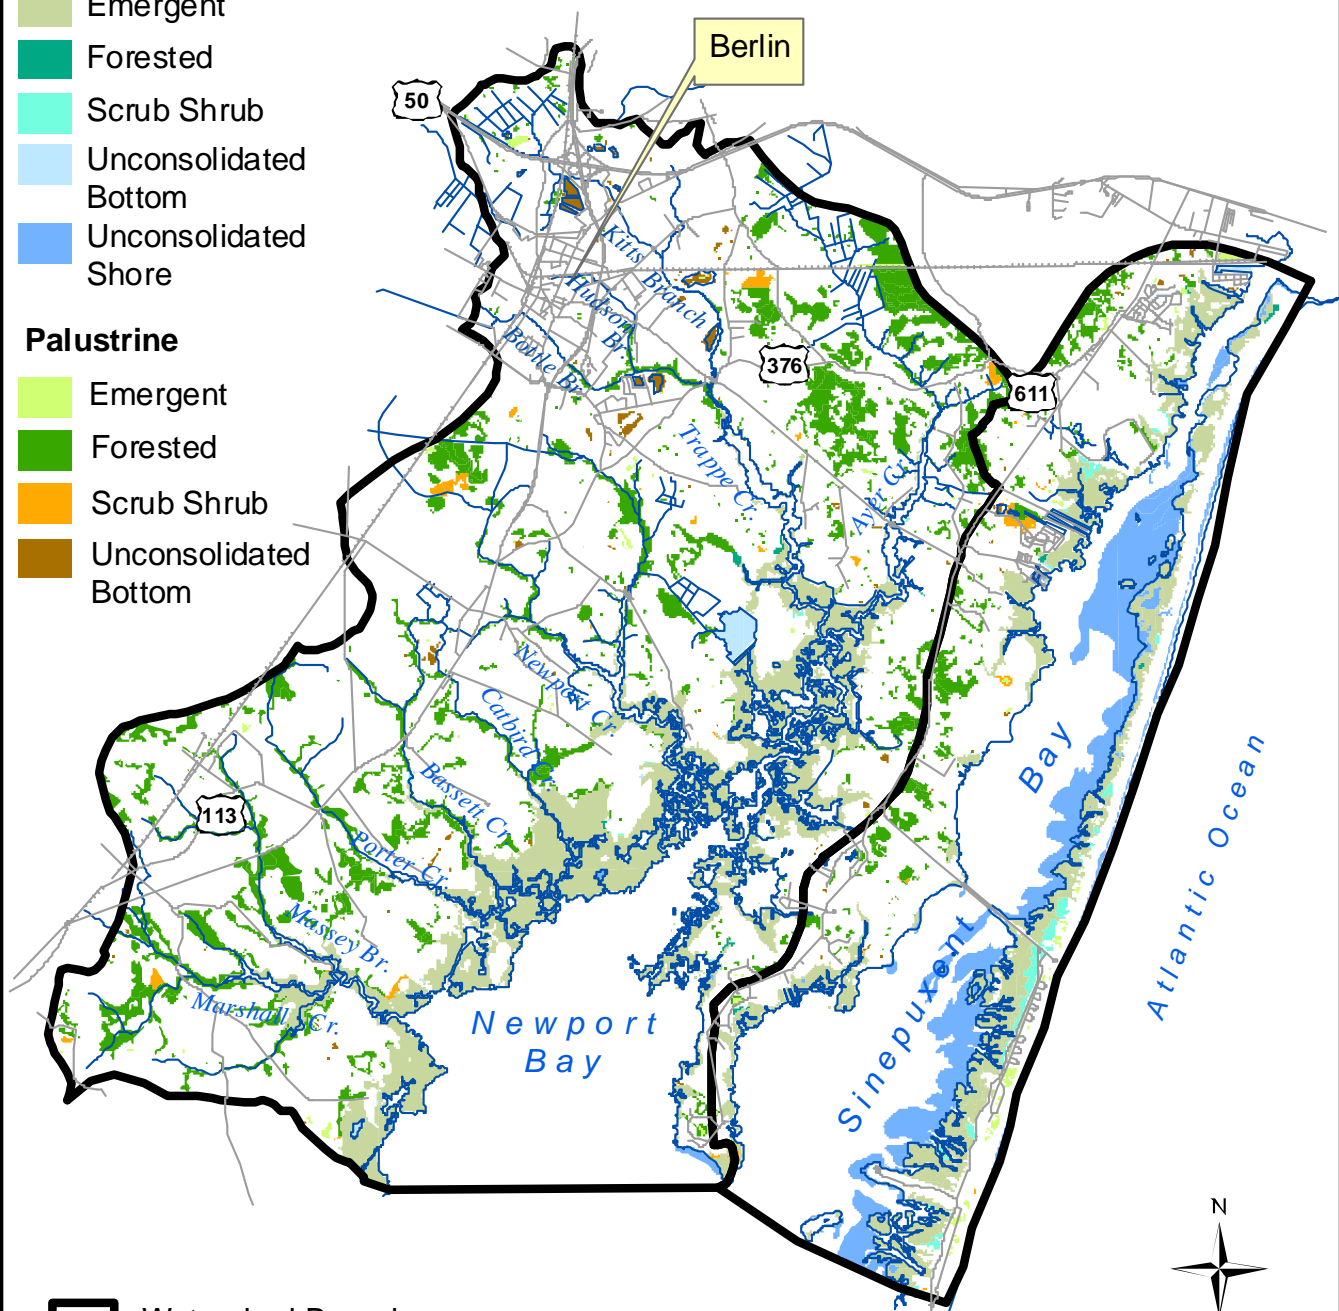 Emergent
Forested
Scrub Shrub
Unconsolidated
Bottom
Unconsolidated
Shore
Palustrine
Emergent
Forested
Scrub Shrub
Unconsolidated
Bottom
Berlin
50
Kitts Branch
Hudson Br.
Bottle Br.
376
611
Trappe Cr.
Ayer Cr.
Newport Cr.
Catbird Cr.
Bassett Cr.
Porter Cr.
113
Massey Br.
Marshall Cr.
Newport
Bay
Sinepuxent Bay
Atlantic Ocean
N